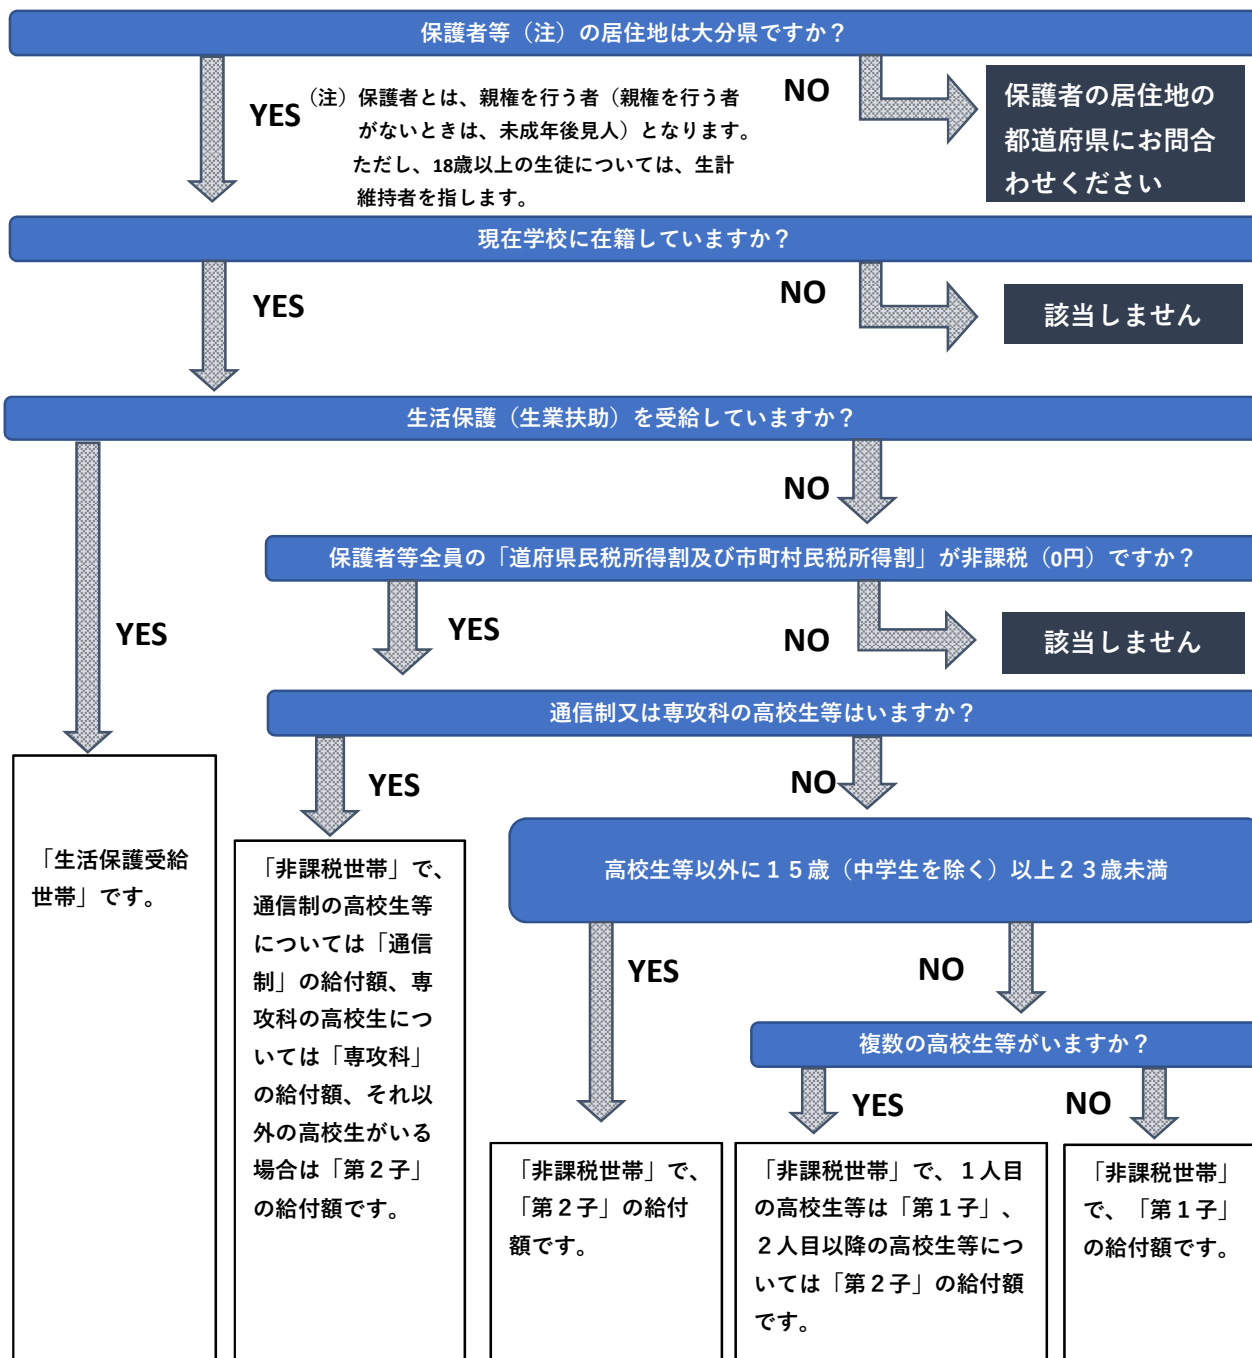 保護者等（注）の居住地は大分県ですか？
YES
（注）保護者とは、親権を行う者（親権を行う者
がないときは、未成年後見人）となります。
ただし、18歳以上の生徒については、生計
維持者を指します。
NO
保護者の居住地の
都道府県にお問合
わせください
現在学校に在籍していますか？
YES
NO
該当しません
生活保護（生業扶助）を受給していますか？
NO
保護者等全員の「道府県民税所得割及び市町村民税所得割」が非課税（0円）ですか？
YES
YES
NO
該当しません
通信制又は専攻科の高校生等はいますか？
YES
NO
「生活保護受給
世帯」です。
「非課税世帯」で、
通信制の高校生等
については「通信
制」の給付額、専
攻科の高校生につ
いては「専攻科」
の給付額、それ以
外の高校生がいる
場合は「第２子」
の給付額です。
高校生等以外に１５歳（中学生を除く）以上２３歳未満
YES
NO
複数の高校生等がいますか？
YES
NO
「非課税世帯」で、
「第２子」の給付
額です。
「非課税世帯」で、１人目
の高校生等は「第１子」、
２人目以降の高校生等につ
いては「第２子」の給付額
です。
「非課税世帯」
で、「第１子」
の給付額です。